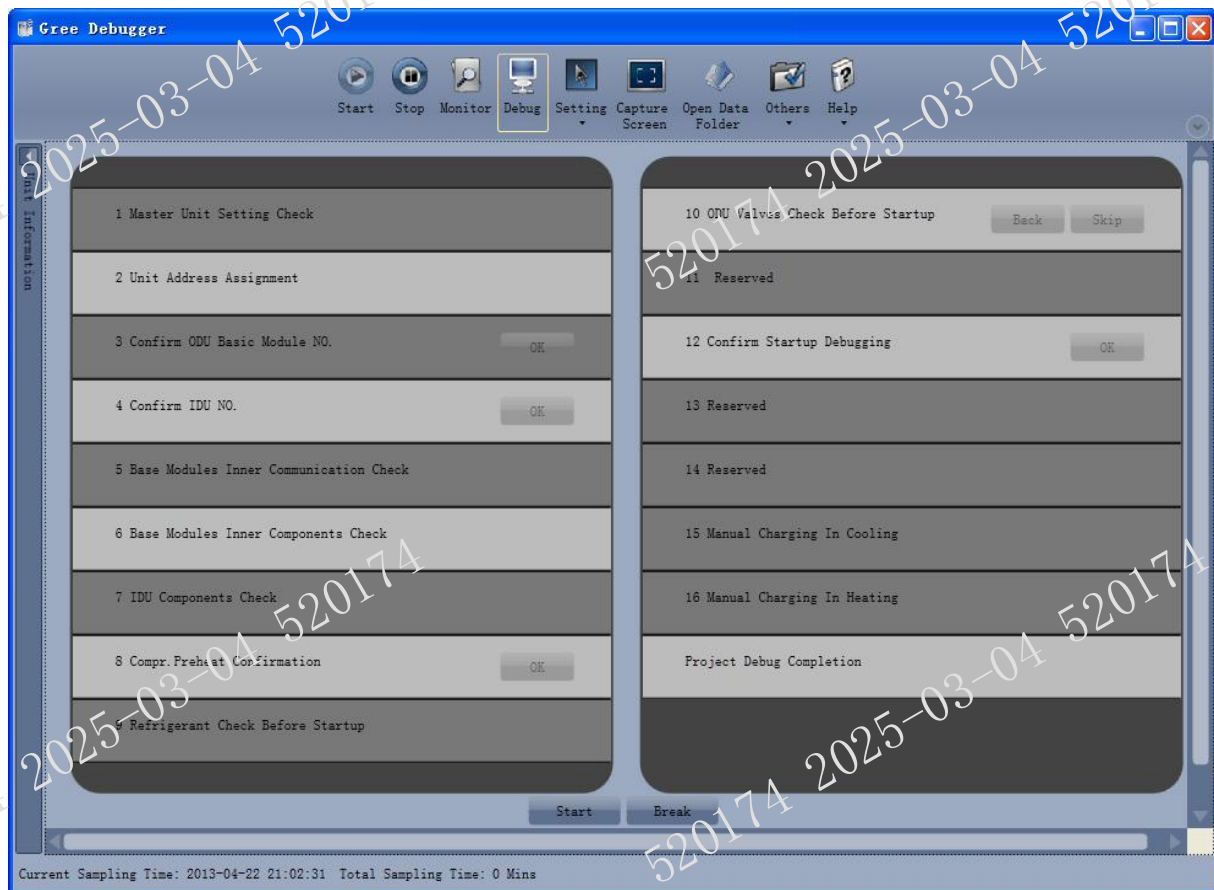 Gree Debugger
Start
Stop
Monitor
Debug
Setting
Capture Screen
Open Data Folder
Others
Help
Unit Information
1 Master Unit Setting Check
2 Unit Address Assignment
3 Confirm ODU Basic Module NO.
OK
4 Confirm IDU NO.
OK
5 Base Modules Inner Communication Check
6 Base Modules Inner Components Check
7 IDU Components Check
8 Compr.Preheat Confirmation
OK
9 Refrigerant Check Before Startup
10 ODU Valves Check Before Startup
Back
Skip
11 Reserved
12 Confirm Startup Debugging
OK
13 Reserved
14 Reserved
15 Manual Charging In Cooling
16 Manual Charging In Heating
Project Debug Completion
Start
Break
Current Sampling Time: 2013-04-22 21:02:31 Total Sampling Time: 0 Mins
2025-03-04 520174
2025-03-04 520174
520174 2025-03-04 520174
520174 2025-03-04 520174